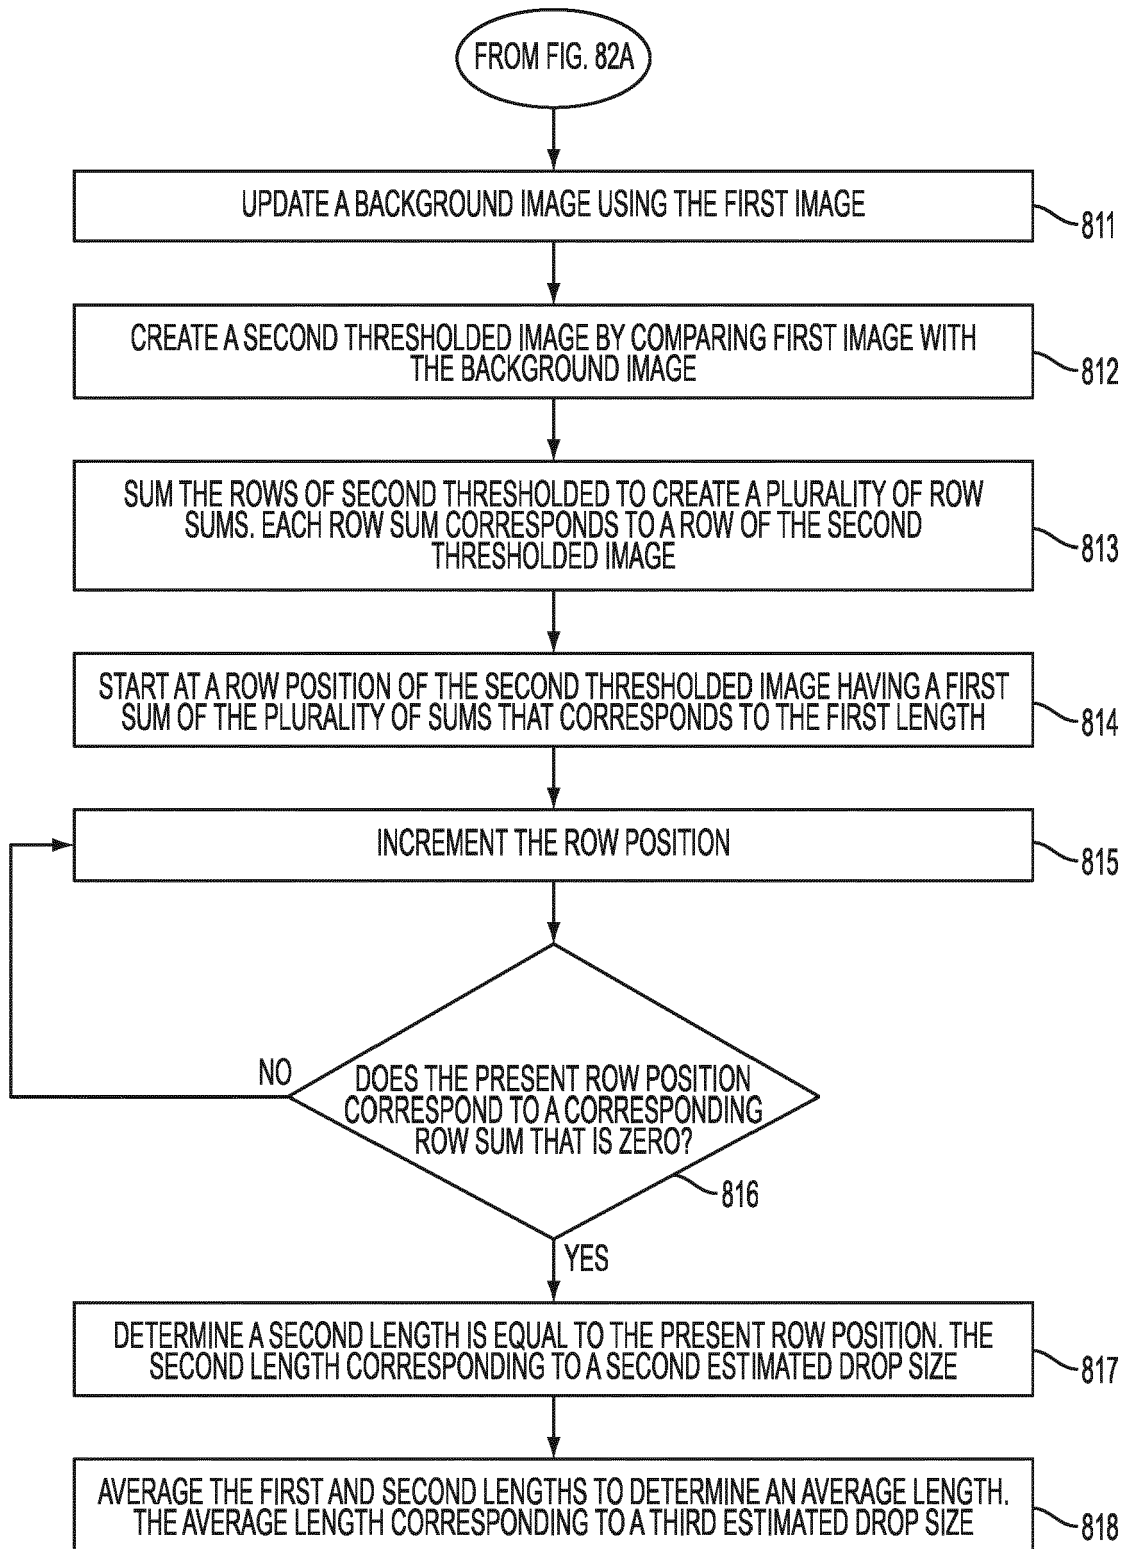 FROM FIG. 82A
UPDATE A BACKGROUND IMAGE USING THE FIRST IMAGE
811
CREATE A SECOND THRESHOLDED IMAGE BY COMPARING FIRST IMAGE WITH
THE BACKGROUND IMAGE
812
SUM THE ROWS OF SECOND THRESHOLDED TO CREATE A PLURALITY OF ROW
SUMS. EACH ROW SUM CORRESPONDS TO A ROW OF THE SECOND
THRESHOLDED IMAGE
813
START AT A ROW POSITION OF THE SECOND THRESHOLDED IMAGE HAVING A FIRST
SUM OF THE PLURALITY OF SUMS THAT CORRESPONDS TO THE FIRST LENGTH
814
INCREMENT THE ROW POSITION
815
NO
DOES THE PRESENT ROW POSITION
CORRESPOND TO A CORRESPONDING
ROW SUM THAT IS ZERO?
816
YES
DETERMINE A SECOND LENGTH IS EQUAL TO THE PRESENT ROW POSITION. THE
SECOND LENGTH CORRESPONDING TO A SECOND ESTIMATED DROP SIZE
817
AVERAGE THE FIRST AND SECOND LENGTHS TO DETERMINE AN AVERAGE LENGTH.
THE AVERAGE LENGTH CORRESPONDING TO A THIRD ESTIMATED DROP SIZE
818